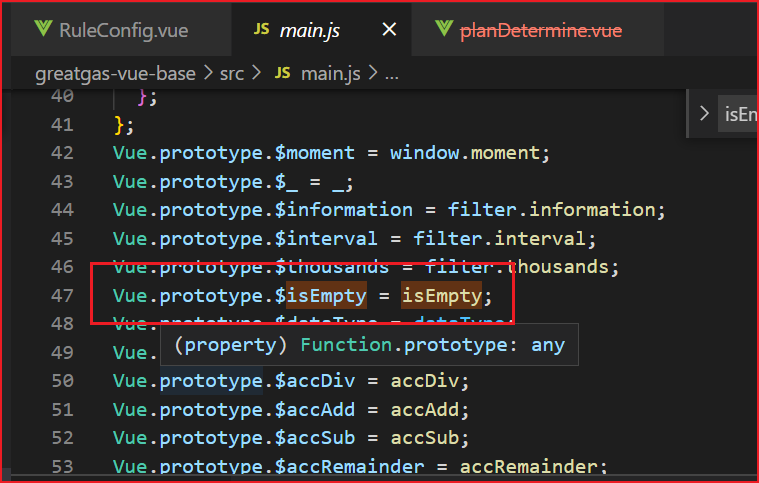 RuleConfig.vue JS main.js × planDetermine.vue
greatgas-vue-base > src > JS main.js > ...
40 };
41 };
42 Vue.prototype.$moment = window.moment;
43 Vue.prototype.$_ = _;
44 Vue.prototype.$information = filter.information;
45 Vue.prototype.$interval = filter.interval;
46 Vue.prototype.$thousands = filter.thousands;
47 Vue.prototype.$isEmpty = isEmpty;
48 Vue.prototype.$dataType = dataType;
49 Vue.
(property) Function.prototype: any
50 Vue.prototype.$accDiv = accDiv;
51 Vue.prototype.$accAdd = accAdd;
52 Vue.prototype.$accSub = accSub;
53 Vue.prototype.$accRemainder = accRemainder;
> isEm